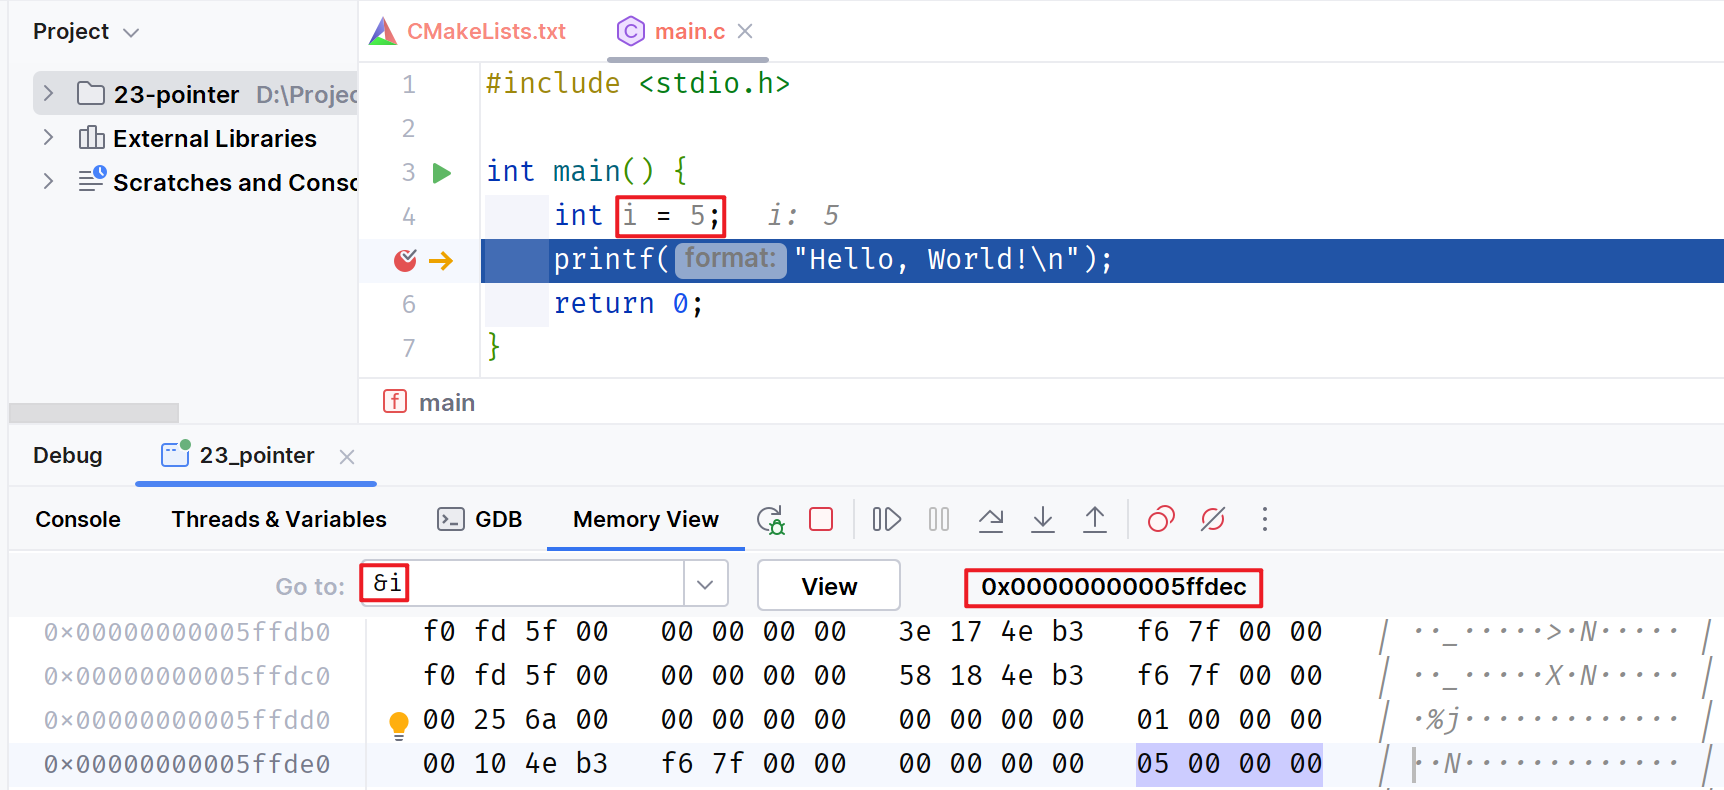 Project
CMakeLists.txt
main.c
23-pointer D:\Projec
External Libraries
Scratches and Conso
1 #include <stdio.h>
2
3 int main() {
4 int i = 5; i: 5
printf( format: "Hello, World!\n");
6 return 0;
7 }
f main
Debug
23_pointer
Console
Threads & Variables
GDB
Memory View
Go to: &i
View
0x00000000005ffdec
0x00000000005ffdb0 f0 fd 5f 00 00 00 00 00 3e 17 4e b3 f6 7f 00 00 | ··_·····>·N····· |
0x00000000005ffdc0 f0 fd 5f 00 00 00 00 00 58 18 4e b3 f6 7f 00 00 | ··_·····X·N····· |
0x00000000005ffdd0 00 25 6a 00 00 00 00 00 00 00 00 00 01 00 00 00 | ·%j············· |
0x00000000005ffde0 00 10 4e b3 f6 7f 00 00 00 00 00 00 05 00 00 00 | ··N············· |